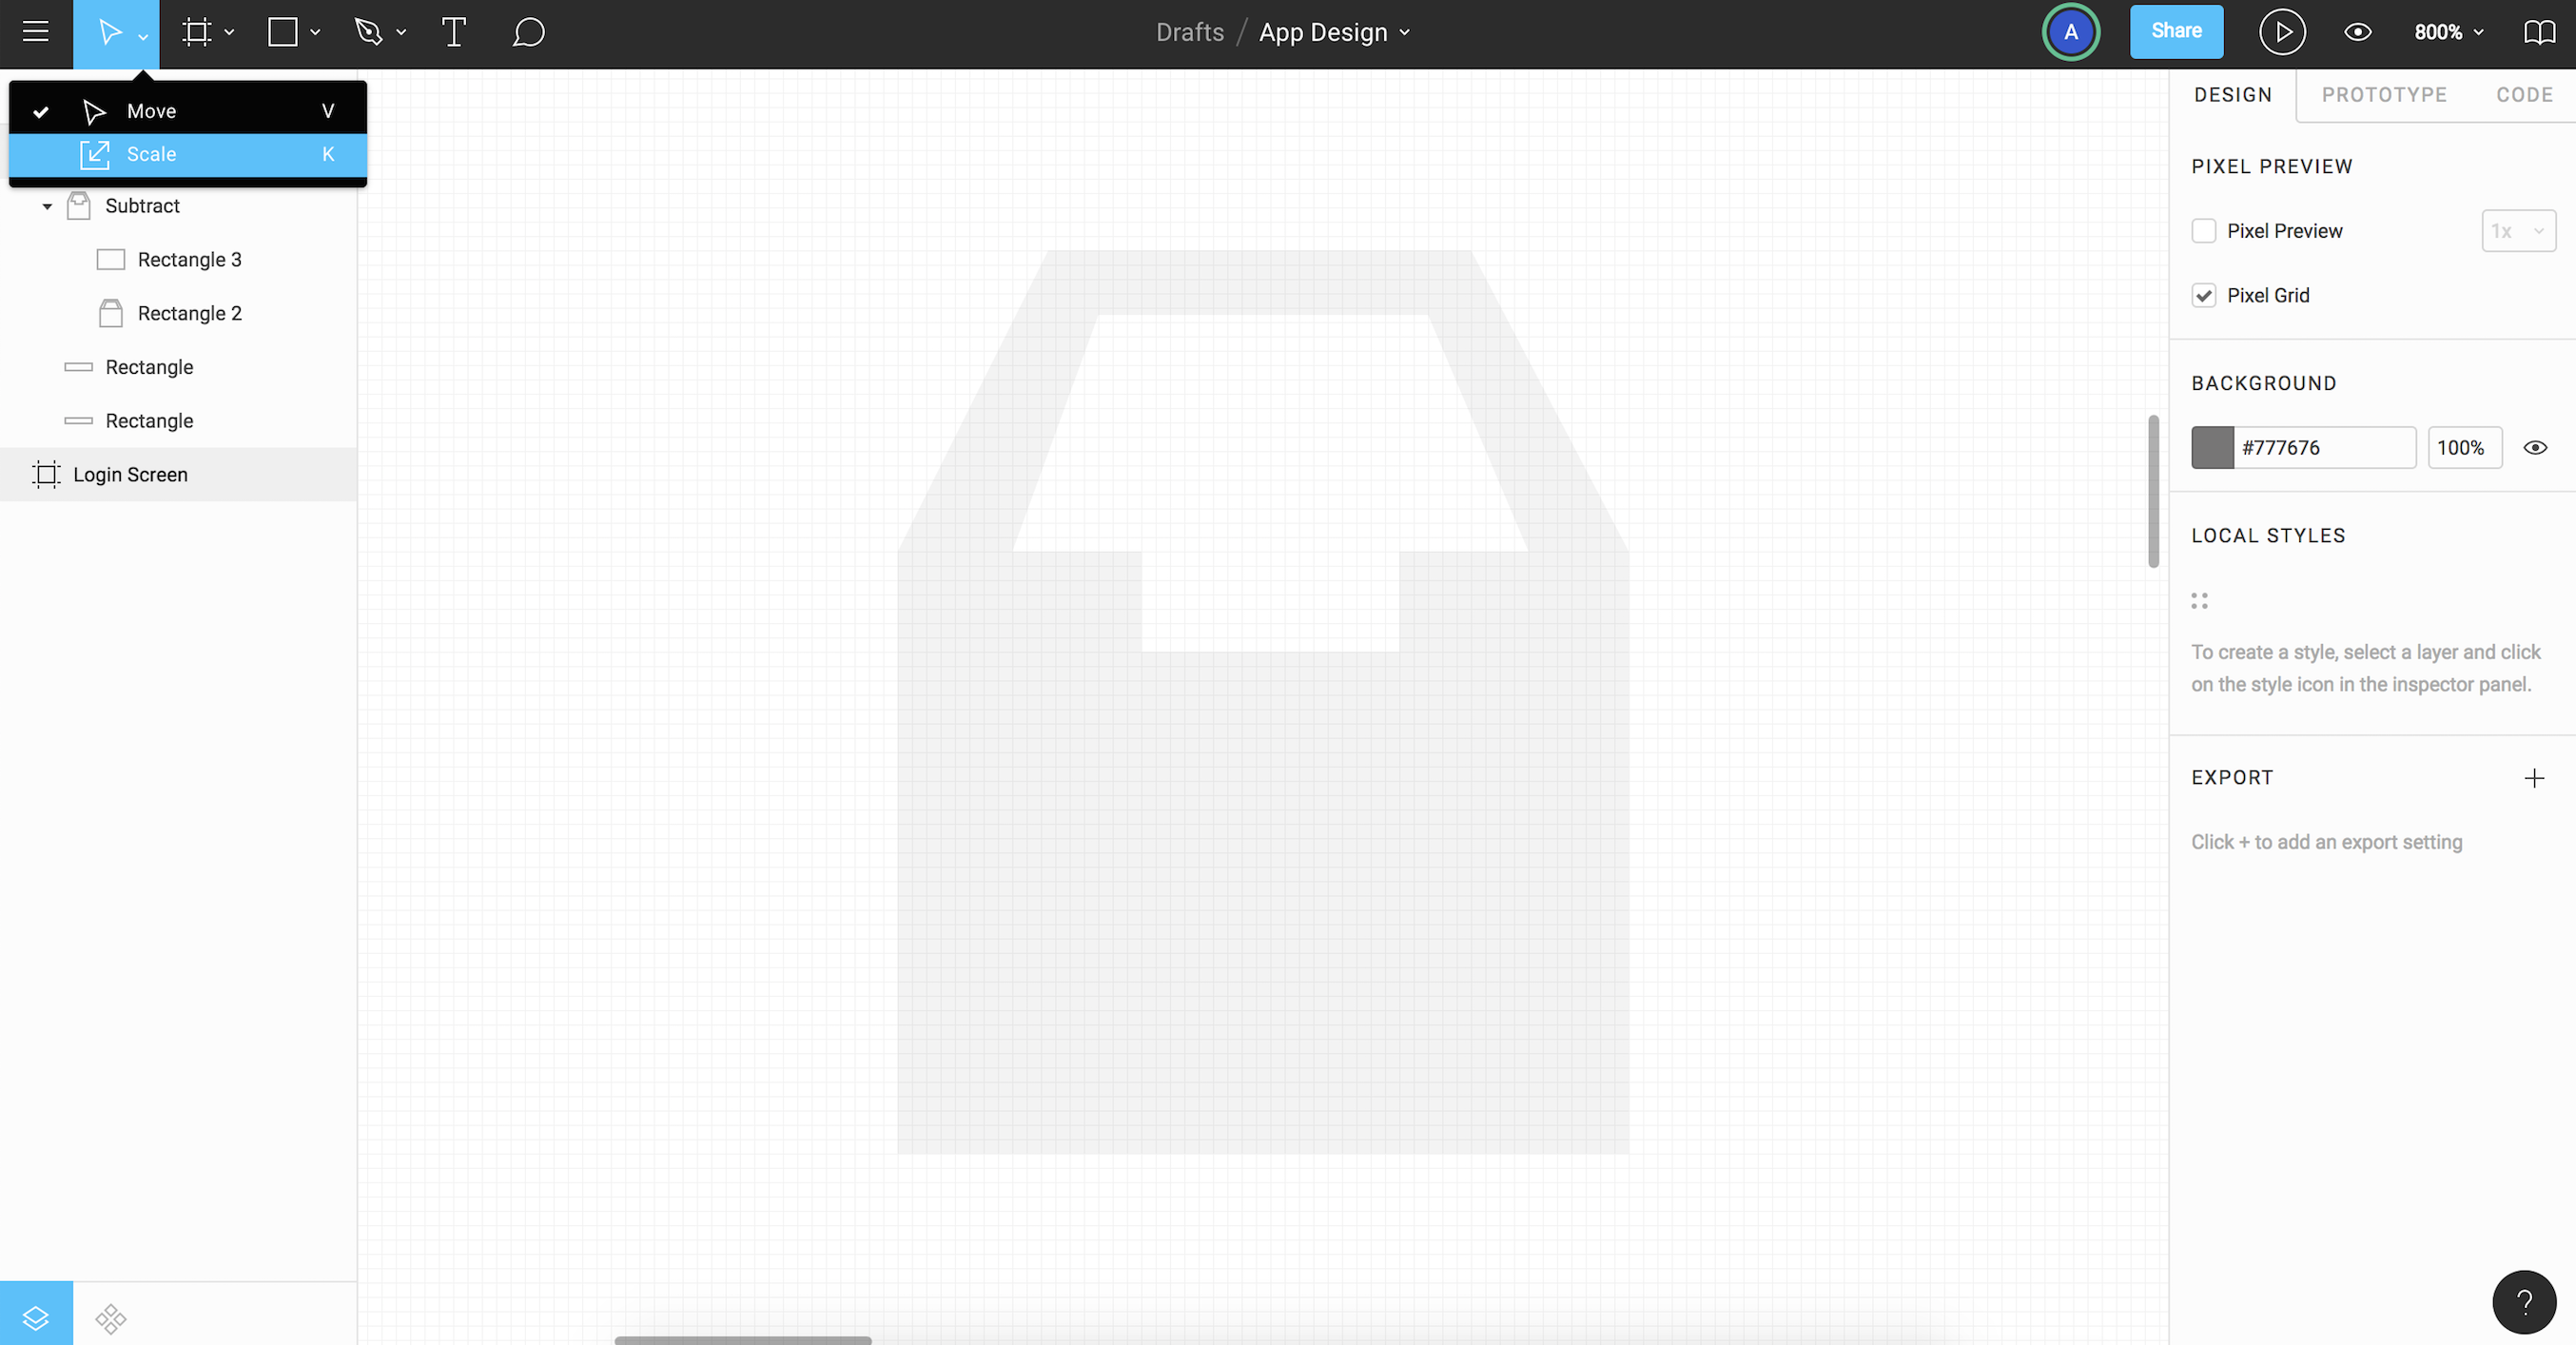 Drafts / App Design
A
Share
800%
Move V
Scale K
Subtract
Rectangle 3
Rectangle 2
Rectangle
Rectangle
Login Screen
DESIGN PROTOTYPE CODE
PIXEL PREVIEW
Pixel Preview 1x
Pixel Grid
BACKGROUND
#777676 100%
LOCAL STYLES
To create a style, select a layer and click
on the style icon in the inspector panel.
EXPORT
Click + to add an export setting
?